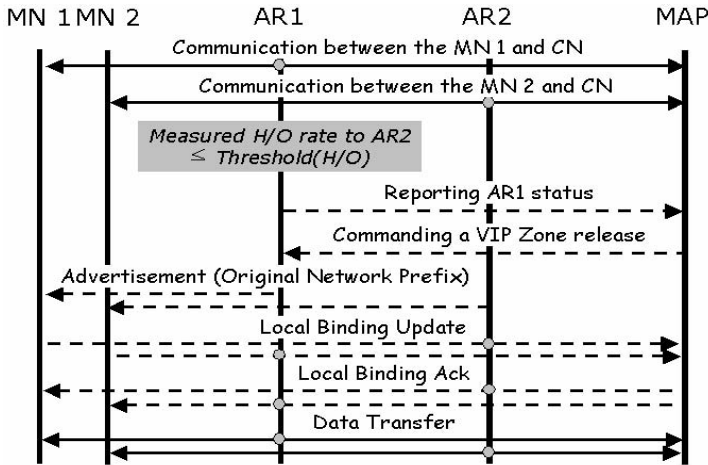 MN 1 MN 2 AR1 AR2 MAP
Communication between the MN 1 and CN
Communication between the MN 2 and CN
Measured H/O rate to AR2
≤ Threshold(H/O)
Reporting AR1 status
Commanding a VIP Zone release
Advertisement (Original Network Prefix)
Local Binding Update
Local Binding Ack
Data Transfer